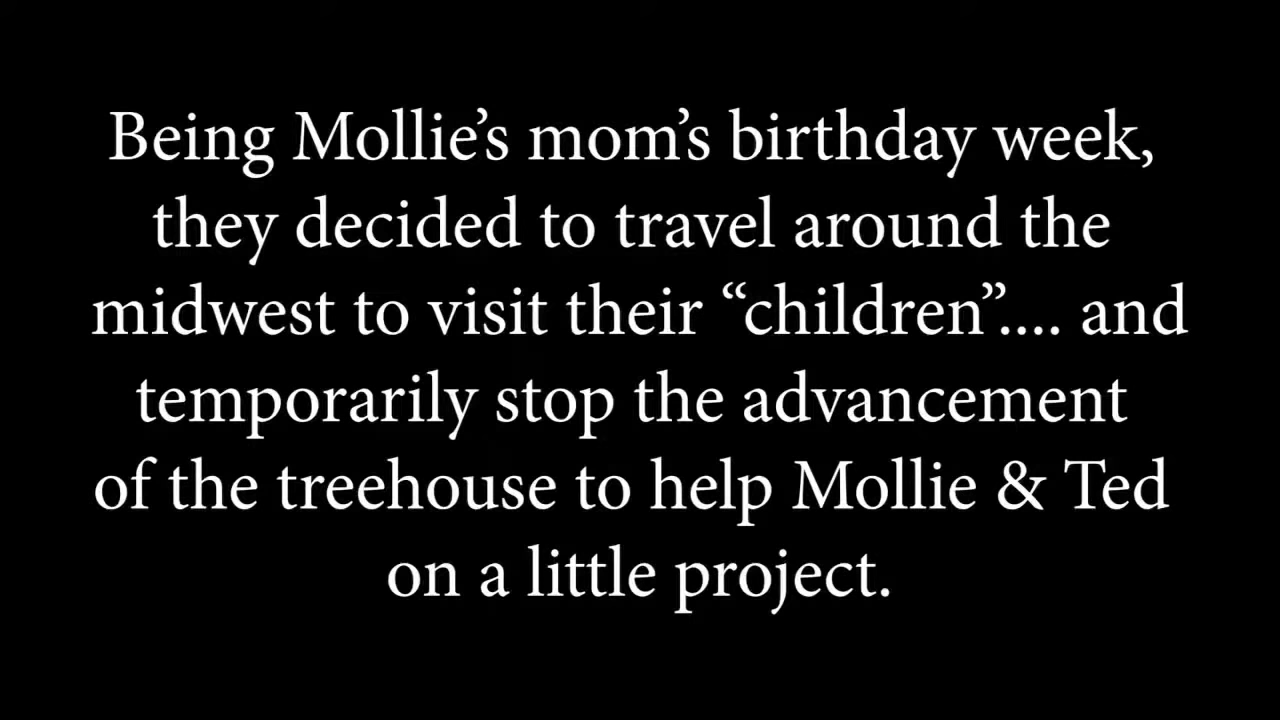 Being Mollie’s mom’s birthday week,
they decided to travel around the
midwest to visit their “children”.... and
temporarily stop the advancement
of the treehouse to help Mollie & Ted
on a little project.